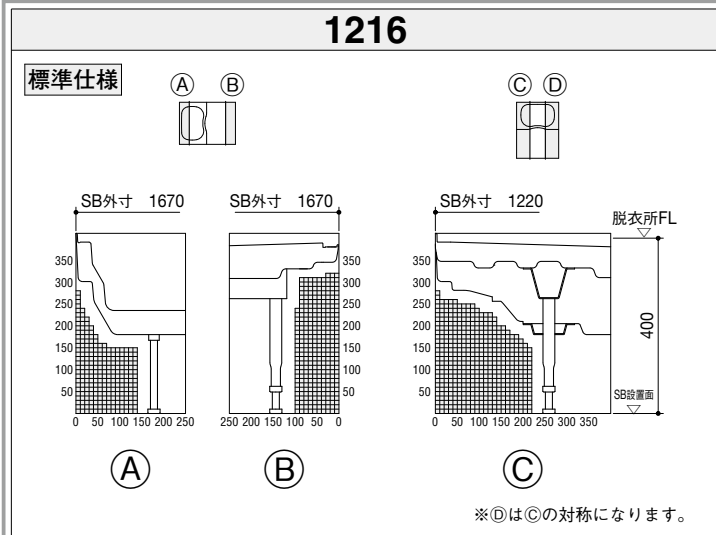 1216
標準仕様
Ⓐ Ⓑ Ⓒ Ⓓ
SB外寸 1670
SB外寸 1670
SB外寸 1220
脱衣所FL
350 350 350
300 300 300
250 250 250
200 200 200
150 150 150
100 100 100
50 50 50
400
SB設置面
0 50 100 150 200 250
250 200 150 100 50 0
0 50 100 150 200 250 300 350
Ⓐ Ⓑ Ⓒ
※ⒹはⒸの対称になります。